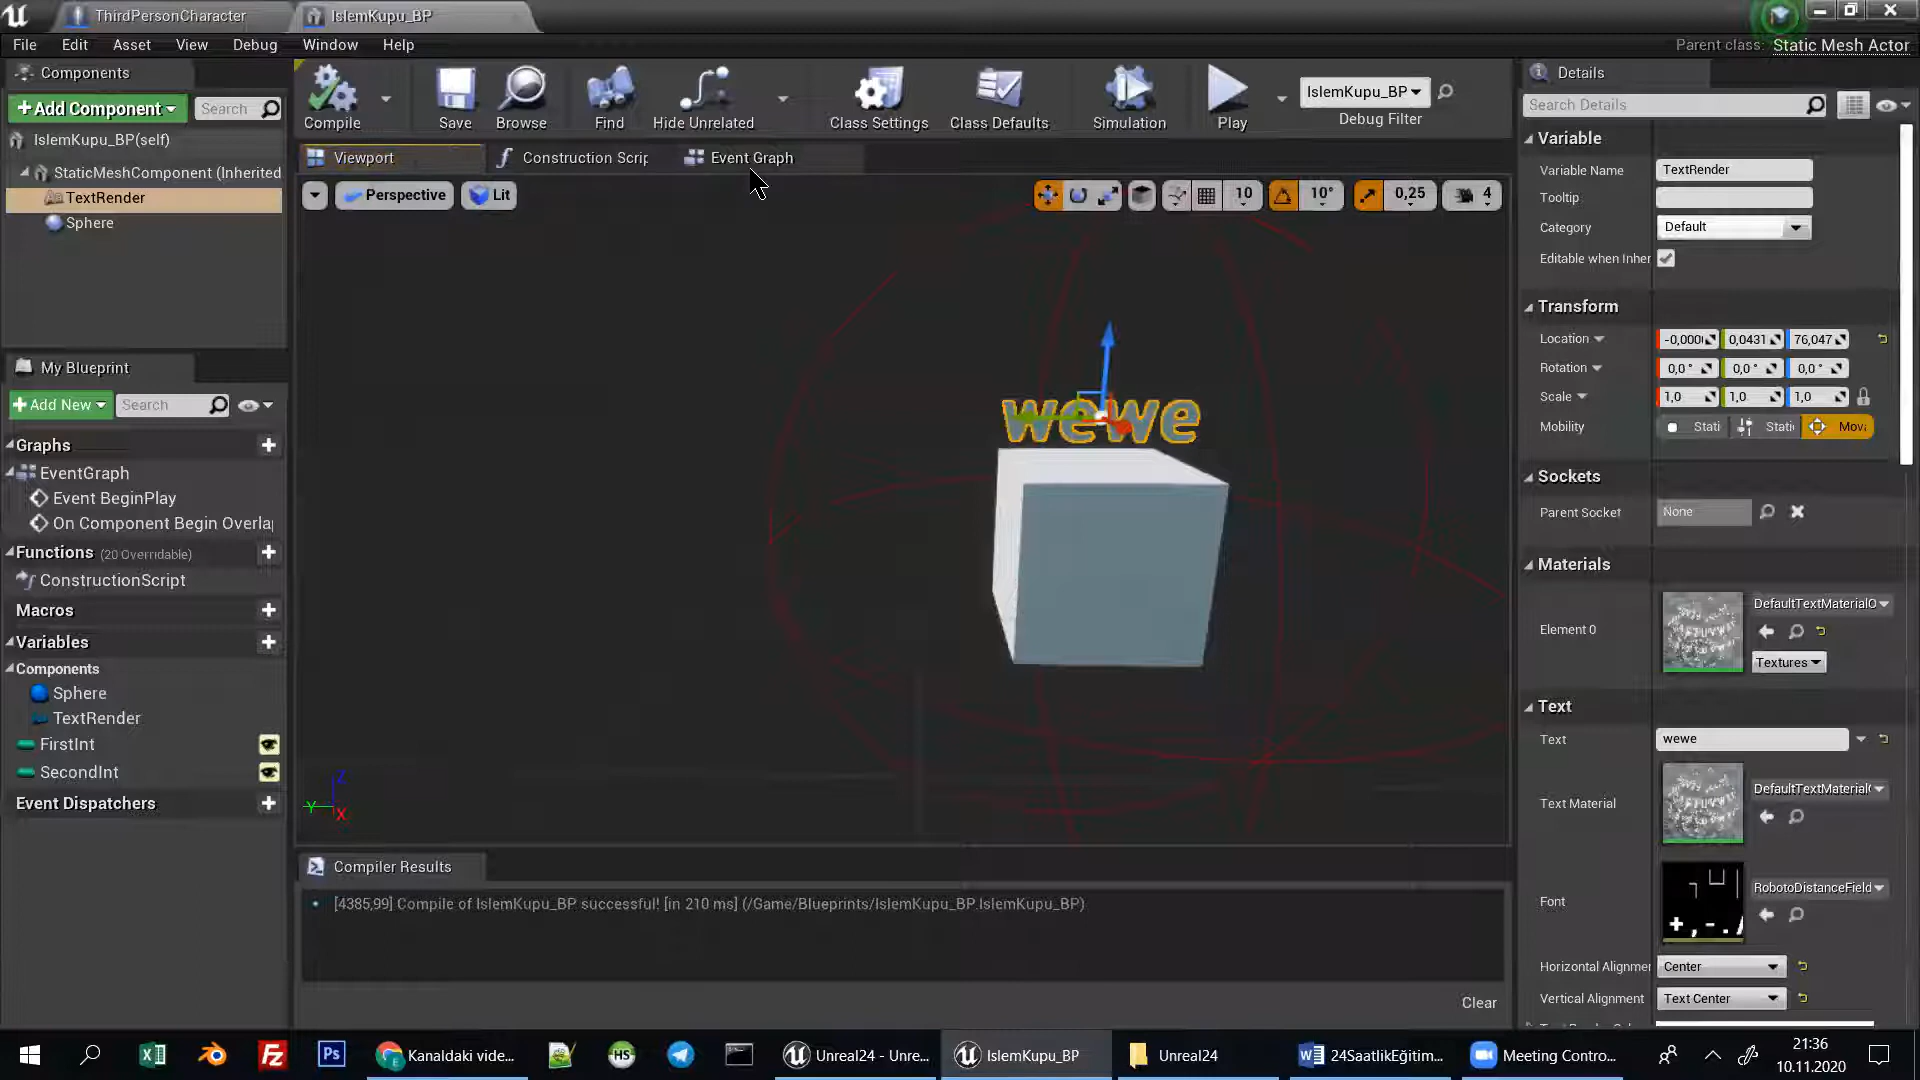 ThirdPersonCharacter
IslemKupu_BP
File Edit Asset View Debug Window Help
Parent class: Static Mesh Actor
Components
+Add Component
Search
IslemKupu_BP(self)
StaticMeshComponent (Inherited
TextRender
Sphere
Compile
Save
Browse
Find
Hide Unrelated
Class Settings
Class Defaults
Simulation
Play
IslemKupu_BP
Debug Filter
Viewport
Construction Scrip
Event Graph
Perspective
Lit
10
10°
0,25
4
wewe
Z
Y
X
My Blueprint
+Add New
Search
Graphs
EventGraph
Event BeginPlay
On Component Begin Overla
Functions (20 Overridable)
ConstructionScript
Macros
Variables
Components
Sphere
TextRender
FirstInt
SecondInt
Event Dispatchers
Compiler Results
[4385,99] Compile of IslemKupu_BP successful! [in 210 ms] (/Game/Blueprints/IslemKupu_BP.IslemKupu_BP)
Clear
Details
Search Details
Variable
Variable Name TextRender
Tooltip
Category Default
Editable when Inher
Transform
Location -0,000 0,0431 76,047
Rotation 0,0 ° 0,0 ° 0,0 °
Scale 1,0 1,0 1,0
Mobility Stati Static Mova
Sockets
Parent Socket None
Materials
Element 0 DefaultTextMaterialO
Textures
Text
Text wewe
Text Material DefaultTextMaterial
Font RobotoDistanceField
Horizontal Alignmer Center
Vertical Alignment Text Center
Kanaldaki vide...
Unreal24 - Unre...
IslemKupu_BP
Unreal24
24SaatlikEğitim...
Meeting Contro...
21:36
10.11.2020